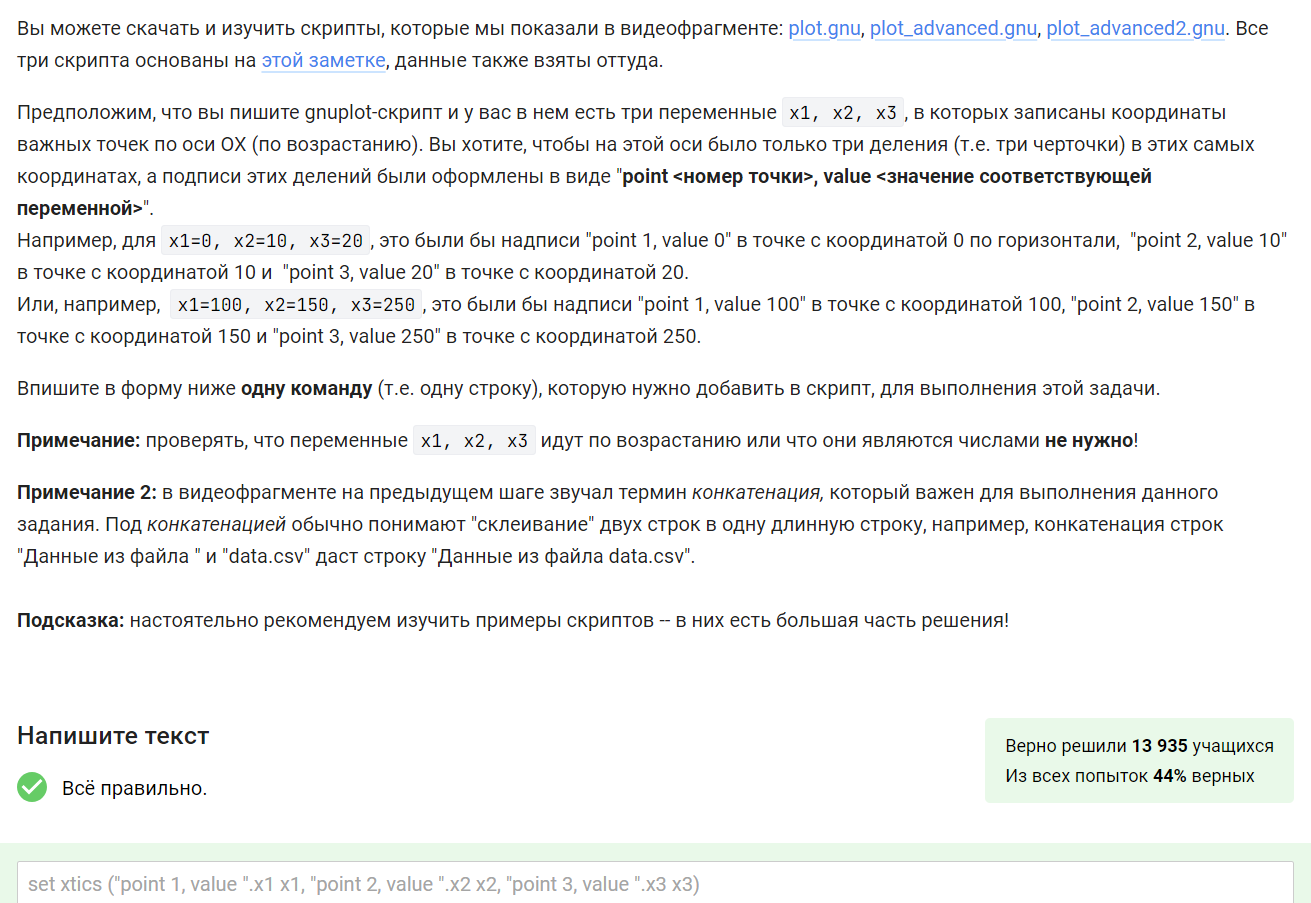 Вы можете скачать и изучить скрипты, которые мы показали в видеофрагменте: plot.gnu, plot_advanced.gnu, plot_advanced2.gnu. Все
три скрипта основаны на этой заметке, данные также взяты оттуда.
Предположим, что вы пишите gnuplot-скрипт и у вас в нем есть три переменные x1, x2, x3, в которых записаны координаты
важных точек по оси OX (по возрастанию). Вы хотите, чтобы на этой оси было только три деления (т.е. три черточки) в этих самых
координатах, а подписи этих делений были оформлены в виде "point <номер точки>, value <значение соответствующей
переменной>".
Например, для x1=0, x2=10, x3=20, это были бы надписи "point 1, value 0" в точке с координатой 0 по горизонтали, "point 2, value 10"
в точке с координатой 10 и "point 3, value 20" в точке с координатой 20.
Или, например, x1=100, x2=150, x3=250, это были бы надписи "point 1, value 100" в точке с координатой 100, "point 2, value 150" в
точке с координатой 150 и "point 3, value 250" в точке с координатой 250.
Впишите в форму ниже одну команду (т.е. одну строку), которую нужно добавить в скрипт, для выполнения этой задачи.
Примечание: проверять, что переменные x1, x2, x3 идут по возрастанию или что они являются числами не нужно!
Примечание 2: в видеофрагменте на предыдущем шаге звучал термин конкатенация, который важен для выполнения данного
задания. Под конкатенацией обычно понимают "склеивание" двух строк в одну длинную строку, например, конкатенация строк
"Данные из файла " и "data.csv" даст строку "Данные из файла data.csv".
Подсказка: настоятельно рекомендуем изучить примеры скриптов -- в них есть большая часть решения!
Напишите текст
Верно решили 13 935 учащихся
Из всех попыток 44% верных
Всё правильно.
set xtics ("point 1, value ".x1 x1, "point 2, value ".x2 x2, "point 3, value ".x3 x3)